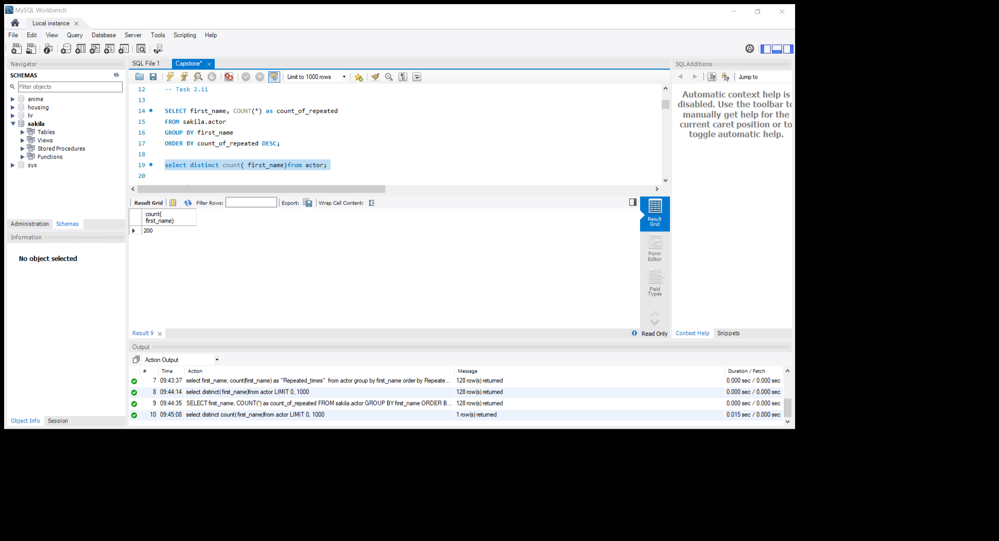 MySQL Workbench
Local instance
File Edit View Query Database Server Tools Scripting Help
Navigator
SCHEMAS
Filter objects
anime
housing
hr
sakila
Tables
Views
Stored Procedures
Functions
sys
Administration Schemas
Information
No object selected
Object Info Session
SQL File 1 Capstone*
Limit to 1000 rows
12 -- Task 2.ii
13
14 SELECT first_name, COUNT(*) as count_of_repeated
15 FROM sakila.actor
16 GROUP BY first_name
17 ORDER BY count_of_repeated DESC;
18
19 select distinct count( first_name)from actor;
20
Result Grid Filter Rows: Export: Wrap Cell Content:
count(
first_name)
200
Result
Grid
Form
Editor
Field
Types
Result 9 Read Only
SQLAdditions
Jump to
Automatic context help is
disabled. Use the toolbar to
manually get help for the
current caret position or to
toggle automatic help.
Context Help Snippets
Output
Action Output
# Time Action Message Duration / Fetch
7 09:43:37 select first_name, count(first_name) as "Repeated_times" from actor group by first_name order by Repeate... 128 row(s) returned 0.000 sec / 0.000 sec
8 09:44:14 select distinct( first_name)from actor LIMIT 0, 1000 128 row(s) returned 0.000 sec / 0.000 sec
9 09:44:35 SELECT first_name, COUNT(*) as count_of_repeated FROM sakila.actor GROUP BY first_name ORDER B... 128 row(s) returned 0.000 sec / 0.000 sec
10 09:45:08 select distinct count( first_name)from actor LIMIT 0, 1000 1 row(s) returned 0.015 sec / 0.000 sec